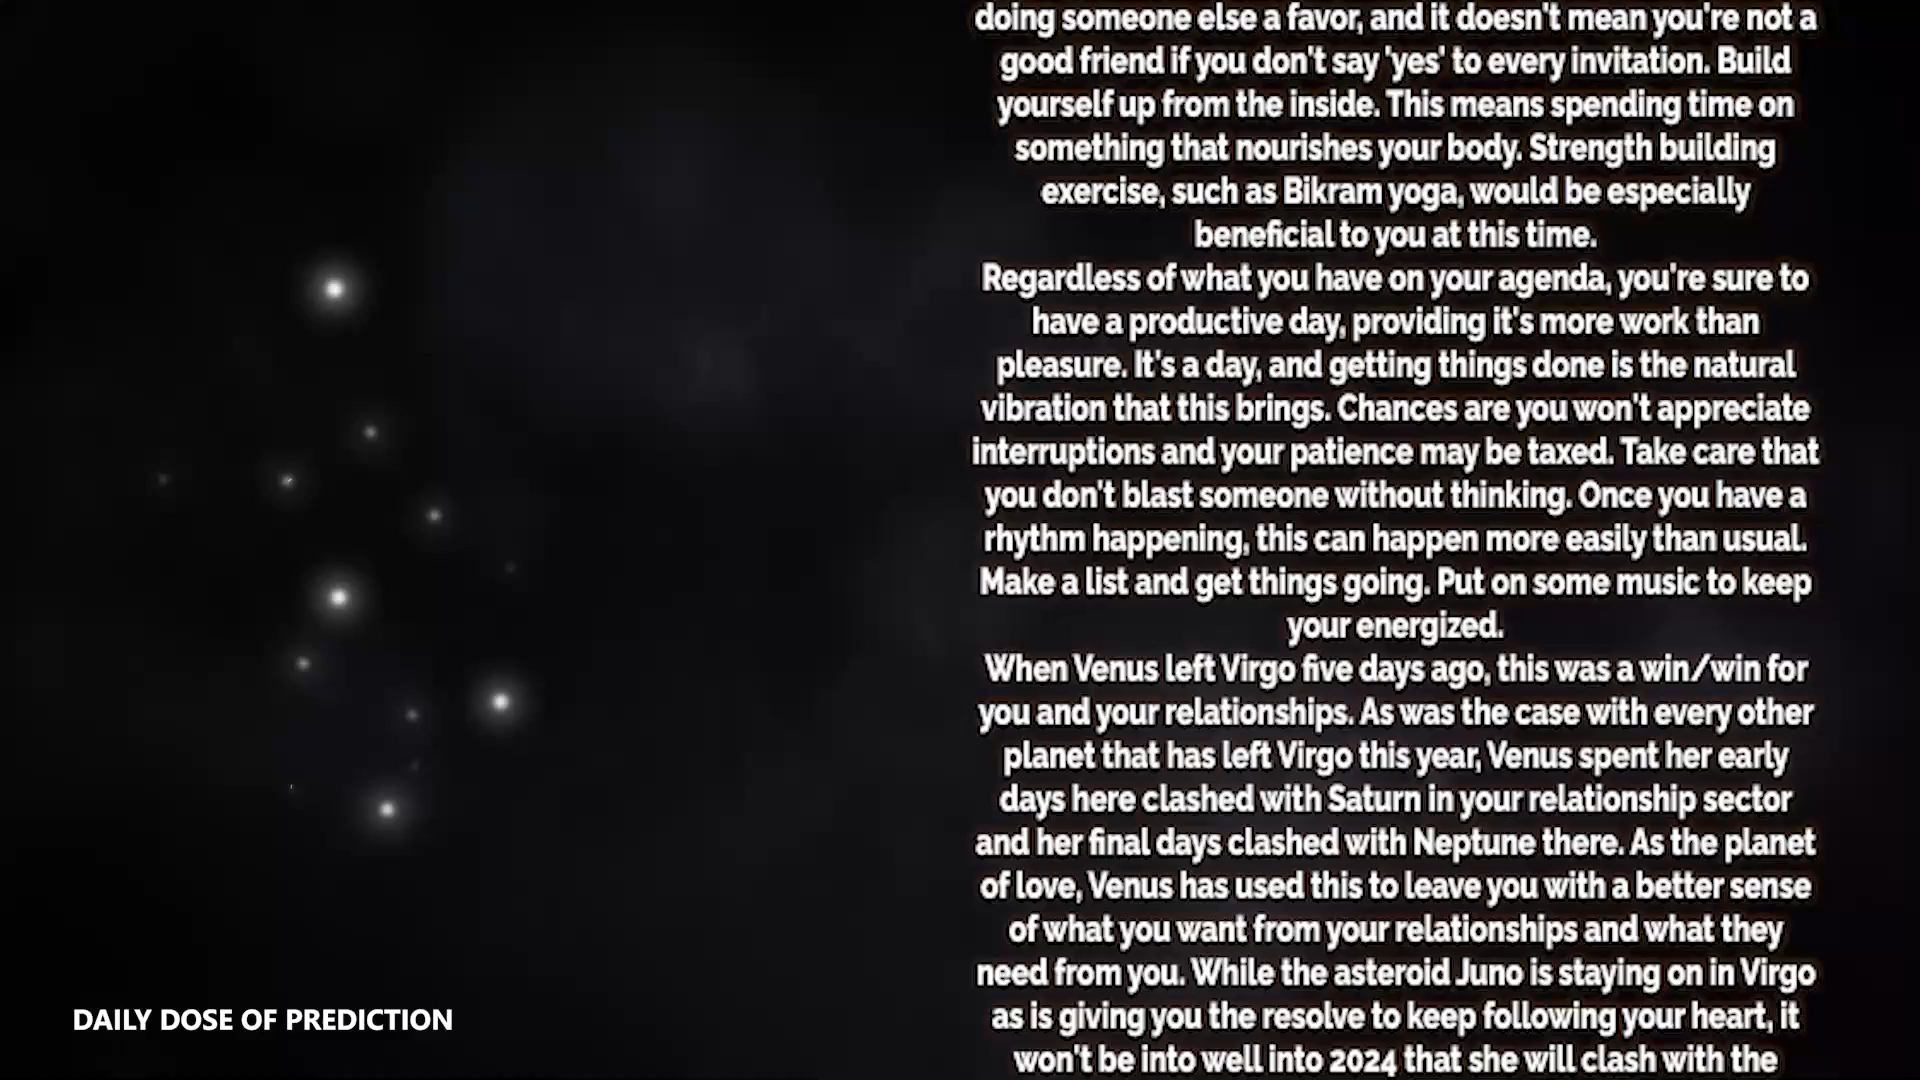 doing someone else a favor, and it doesn't mean you're not a
good friend if you don't say 'yes' to every invitation. Build
yourself up from the inside. This means spending time on
something that nourishes your body. Strength building
exercise, such as Bikram yoga, would be especially
beneficial to you at this time.
Regardless of what you have on your agenda, you're sure to
have a productive day, providing it's more work than
pleasure. It's a day, and getting things done is the natural
vibration that this brings. Chances are you won't appreciate
interruptions and your patience may be taxed. Take care that
you don't blast someone without thinking. Once you have a
rhythm happening, this can happen more easily than usual.
Make a list and get things going. Put on some music to keep
your energized.
When Venus left Virgo five days ago, this was a win/win for
you and your relationships. As was the case with every other
planet that has left Virgo this year, Venus spent her early
days here clashed with Saturn in your relationship sector
and her final days clashed with Neptune there. As the planet
of love, Venus has used this to leave you with a better sense
of what you want from your relationships and what they
need from you. While the asteroid Juno is staying on in Virgo
as is giving you the resolve to keep following your heart, it
won't be into well into 2024 that she will clash with the
DAILY DOSE OF PREDICTION